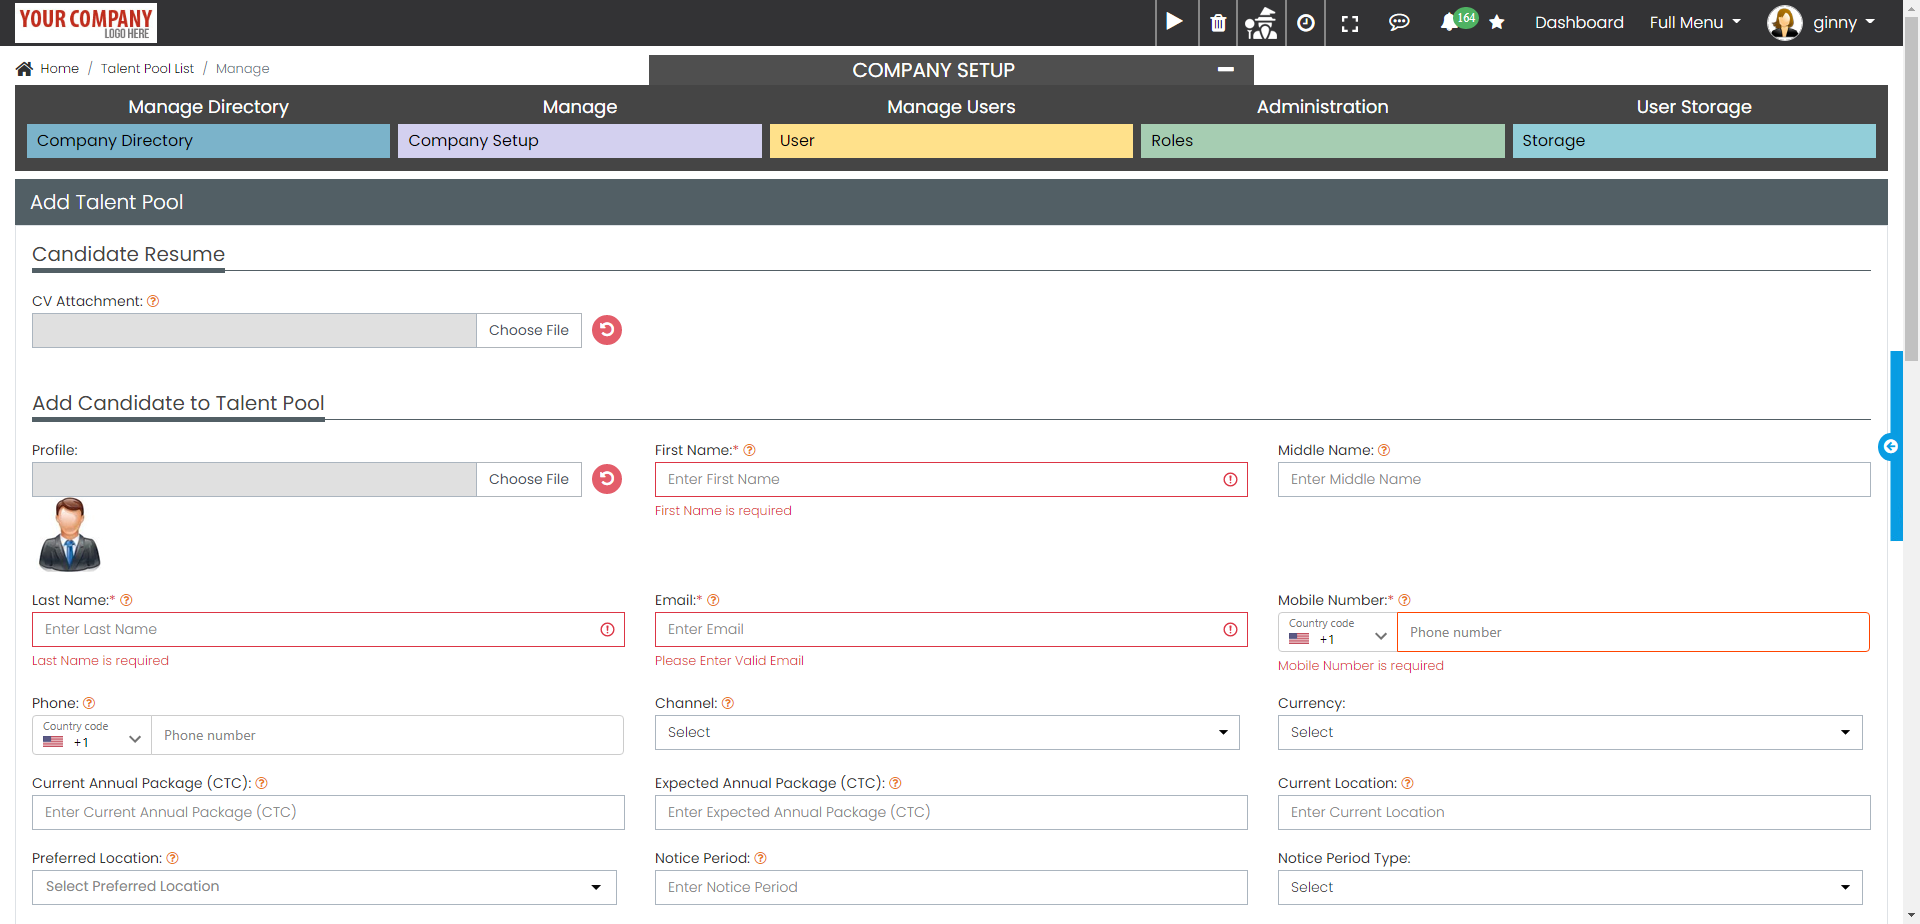 YOUR COMPANY
LOGO HERE
164
Dashboard
Full Menu
ginny
Home / Talent Pool List / Manage
COMPANY SETUP
Manage Directory
Manage
Manage Users
Administration
User Storage
Company Directory
Company Setup
User
Roles
Storage
Add Talent Pool
Candidate Resume
CV Attachment:
Choose File
Add Candidate to Talent Pool
Profile:
First Name:*
Middle Name:
Choose File
Enter First Name
Enter Middle Name
First Name is required
Last Name:*
Email:*
Mobile Number:*
Enter Last Name
Enter Email
Country code
+1
Phone number
Last Name is required
Please Enter Valid Email
Mobile Number is required
Phone:
Channel:
Currency:
Country code
+1
Phone number
Select
Select
Current Annual Package (CTC):
Expected Annual Package (CTC):
Current Location:
Enter Current Annual Package (CTC)
Enter Expected Annual Package (CTC)
Enter Current Location
Preferred Location:
Notice Period:
Notice Period Type:
Select Preferred Location
Enter Notice Period
Select